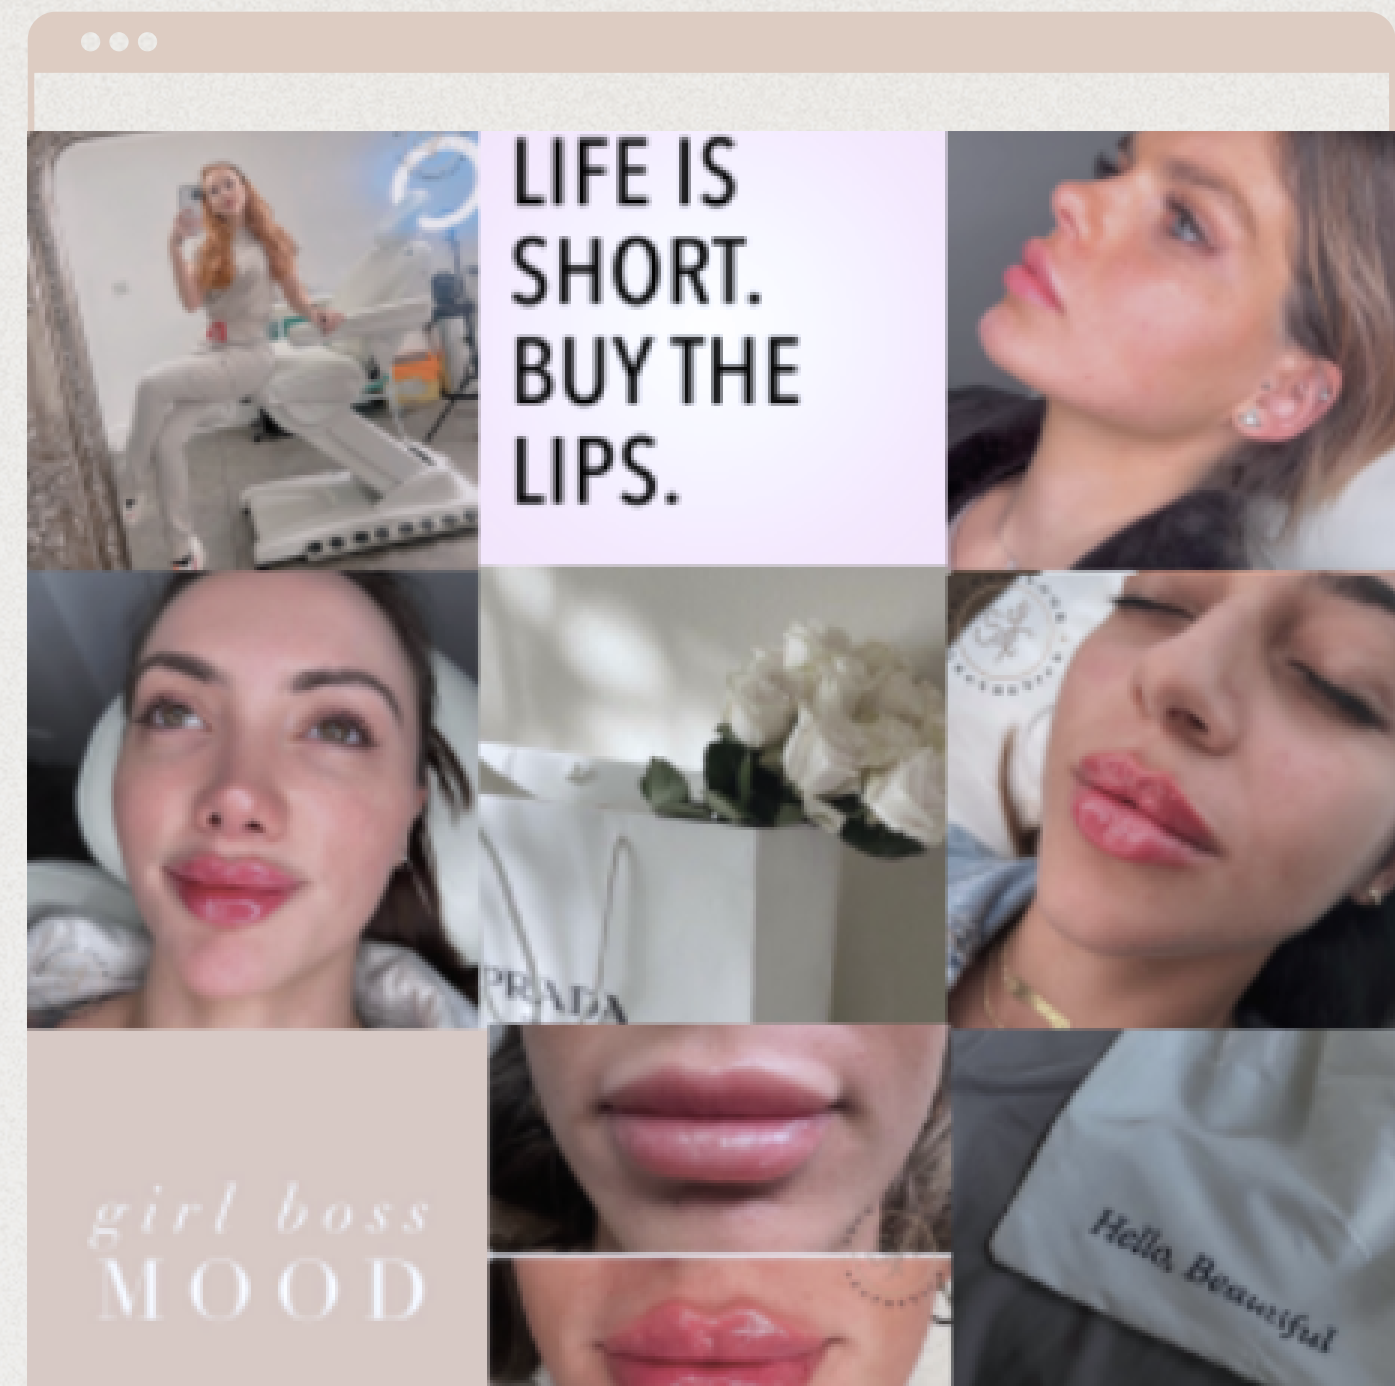 LIFE IS
SHORT.
BUY THE
LIPS.
PRADA
girl boss
MOOD
Hello, Beautiful